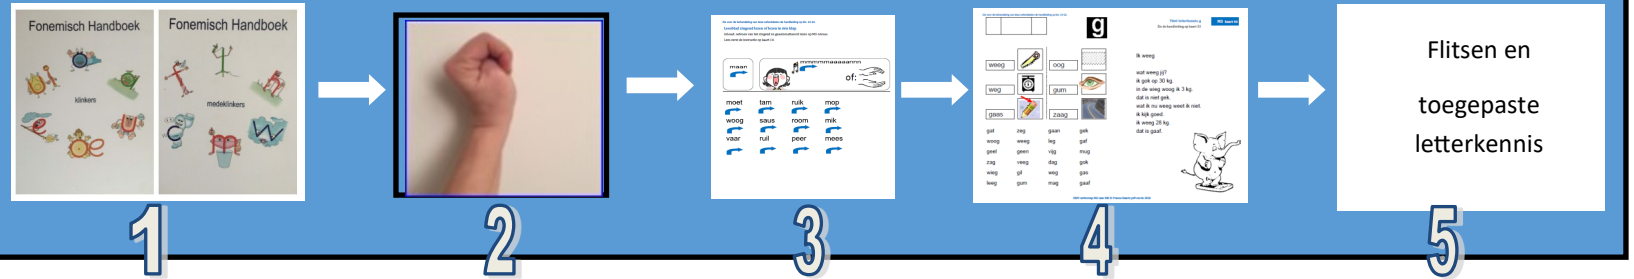 Fonemisch Handboek
klinkers
Fonemisch Handboek
medeklinkers
maan
mmmmmaaaaannn
of:
moet tam ruik mop
woog saus room mik
vaar ruil peer mees
g
weeg oog
weg gum
gaas zaag
gat zeg gaan gek
woog weeg leg gaf
geel geen vijg mug
zag veeg dag gok
wieg gil weg gas
leeg gum mag gaaf
Ik weeg
wat weeg jij?
ik gok op 30 kg.
in de wieg woog ik 3 kg.
dat is niet gek.
wat ik nu weeg weet ik niet.
ik kijk goed.
ik weeg 28 kg.
dat is gaaf.
Flitsen en
toegepaste
letterkennis
1
2
3
4
5